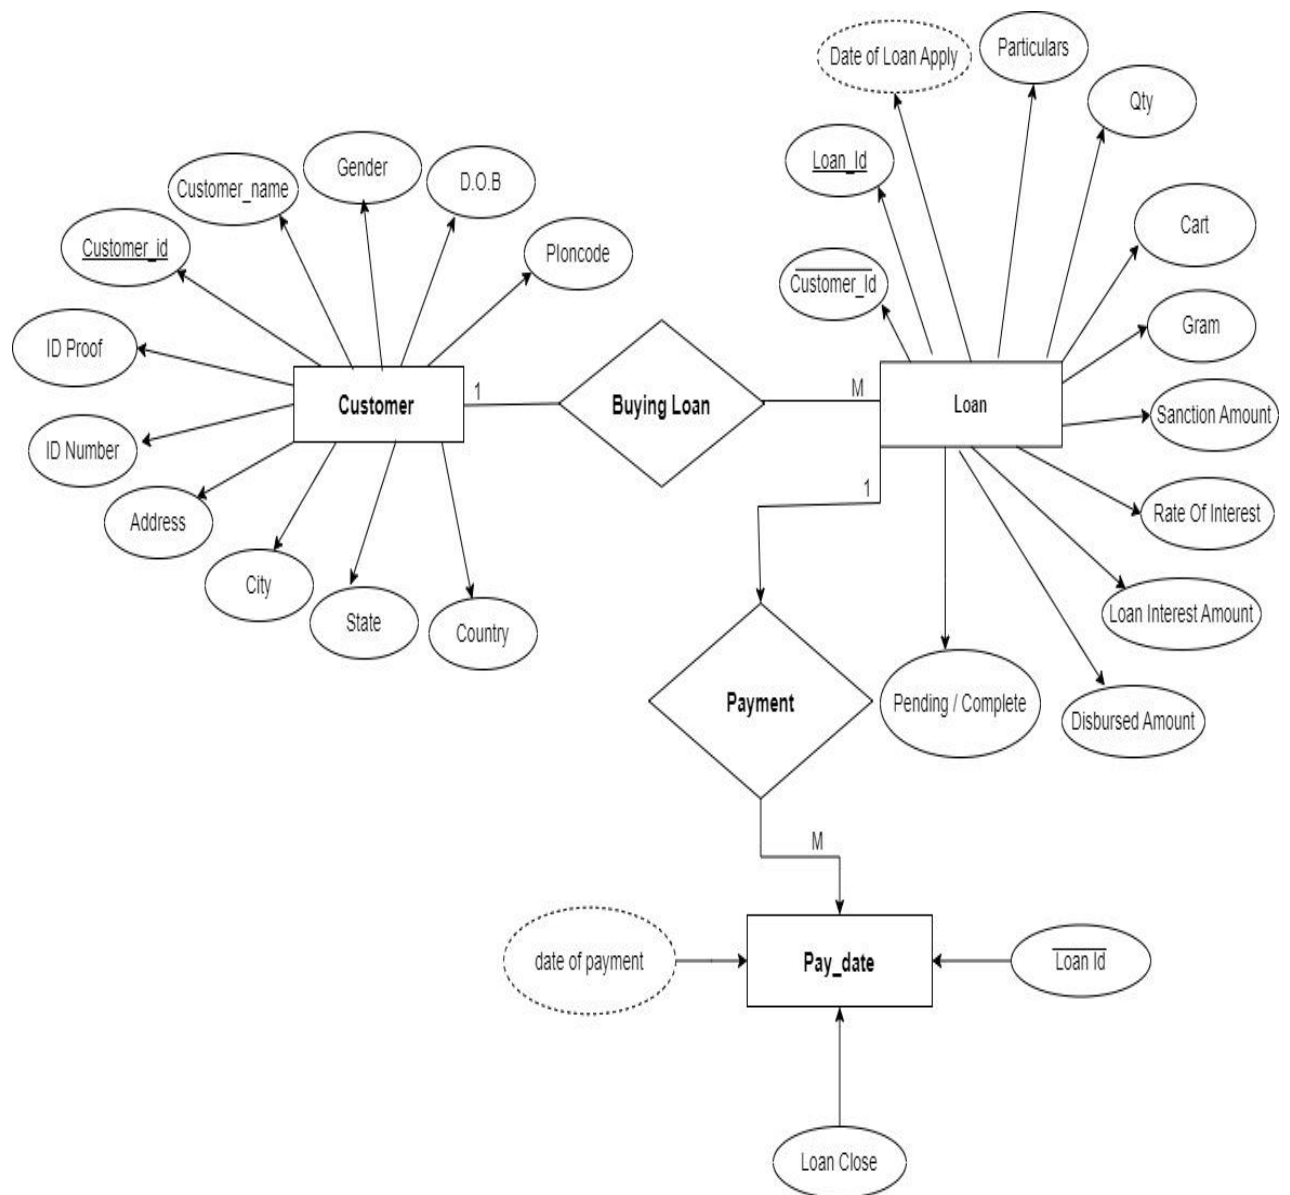 Date of Loan Apply
Particulars
Qty
Loan_Id
Gender
D.O.B
Customer_name
Customer_id
Ploncode
Cart
Customer_Id
Gram
ID Proof
Customer
1
Buying Loan
M
Loan
Sanction Amount
ID Number
1
Address
Rate Of Interest
City
State
Country
Loan Interest Amount
Payment
Pending / Complete
Disbursed Amount
M
date of payment
Pay_date
Loan Id
Loan Close